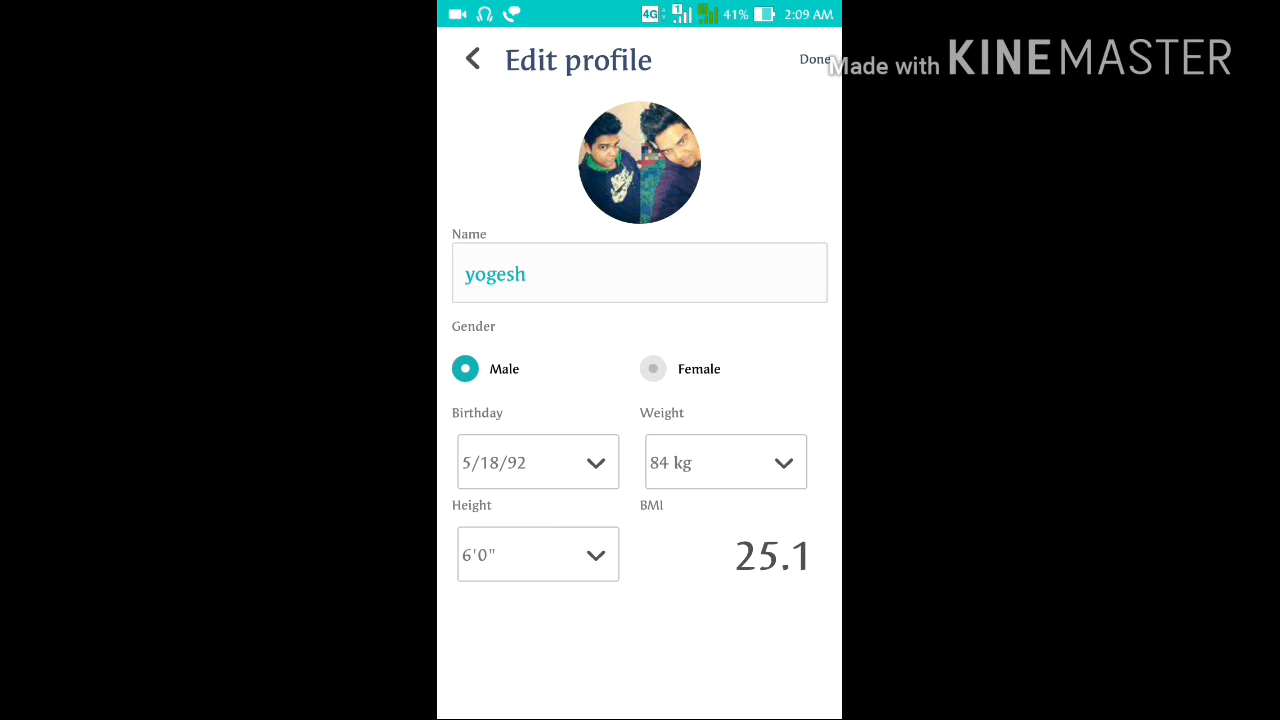 4G 1 41% 2:09 AM
Edit profile
Done
Made with KINEMASTER
Name
yogesh
Gender
Male
Female
Birthday
Weight
5/18/92
84 kg
Height
BMI
6'0"
25.1